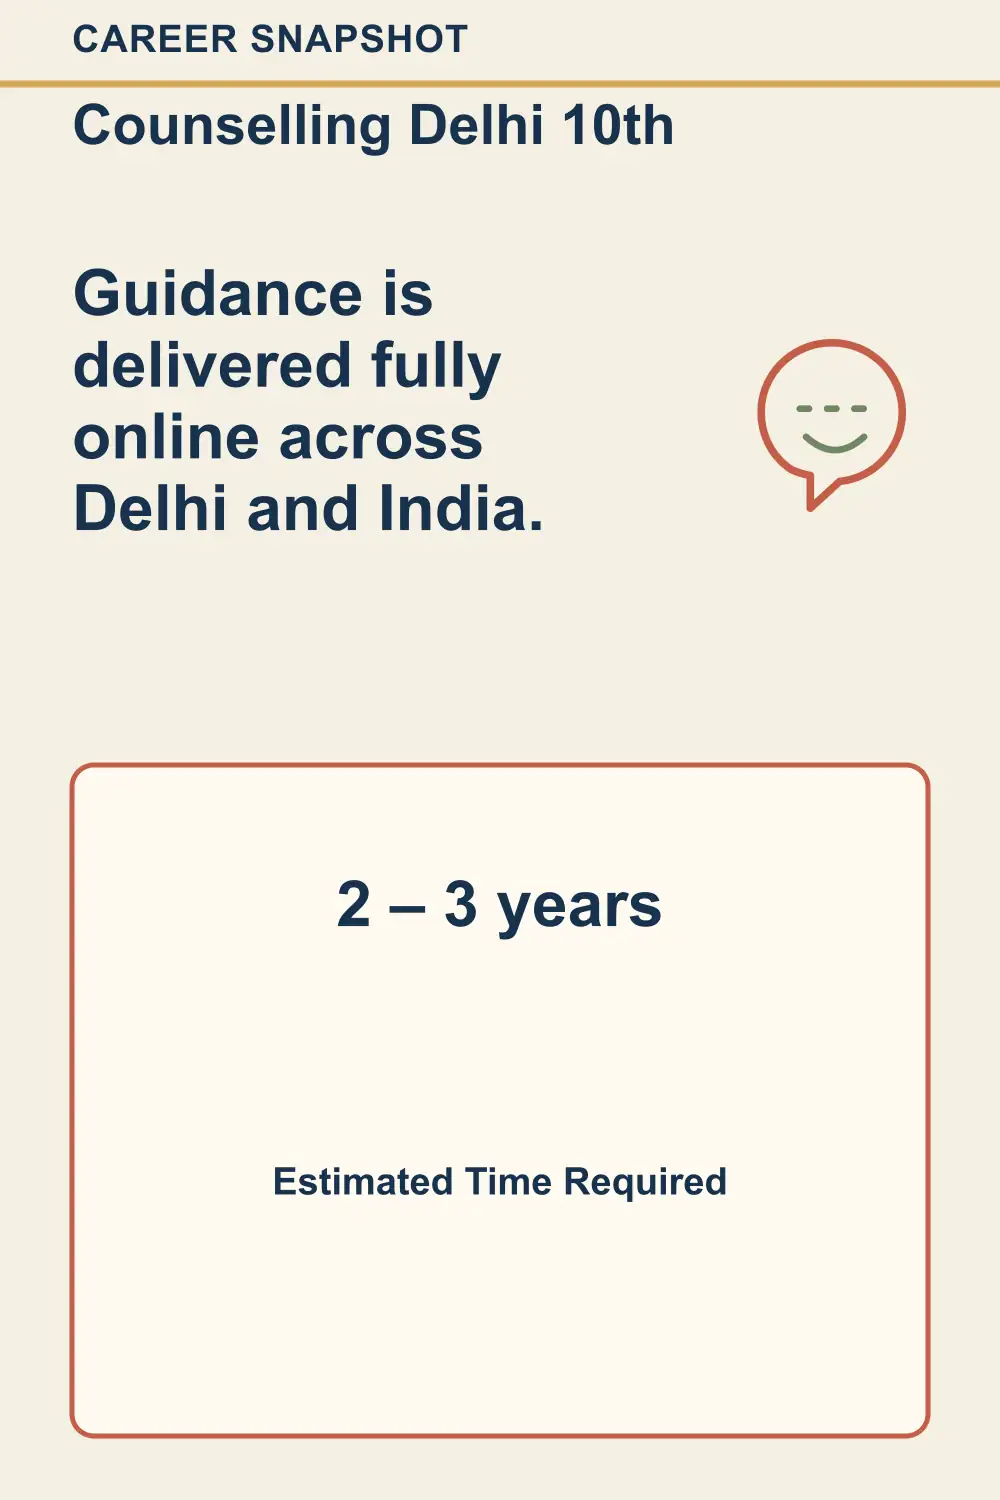 CAREER SNAPSHOT
Counselling Delhi 10th
Guidance is
delivered fully
online across
Delhi and India.
2 – 3 years
Estimated Time Required